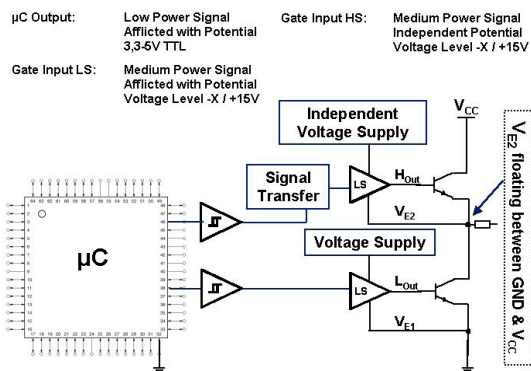 µC Output: Low Power Signal
Afflicted with Potential
3,3-5V TTL
Gate Input HS: Medium Power Signal
Independent Potential
Voltage Level -X / +15V
Gate Input LS: Medium Power Signal
Afflicted with Potential
Voltage Level -X / +15V
Independent
Voltage Supply
VCC
Signal
Transfer
LS
HOut
VE2
µC
Voltage Supply
LS
LOut
VE1
VE2 floating between GND & VCC